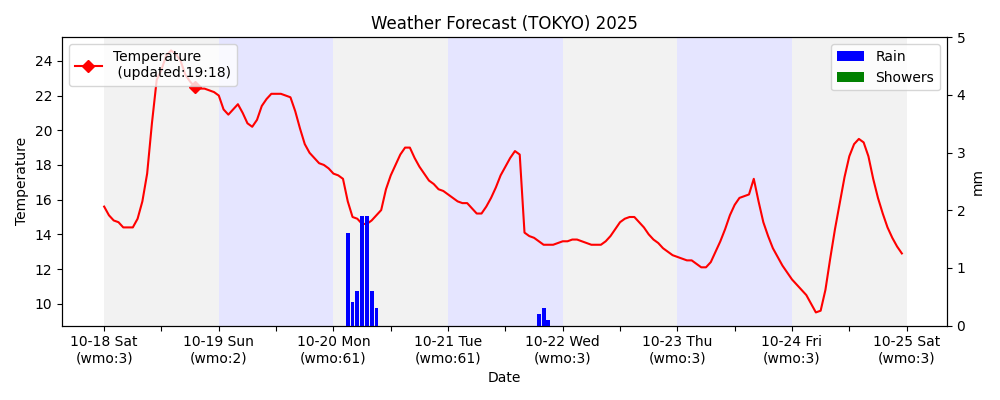 Weather Forecast (TOKYO) 2025
Temperature
(updated:19:18)
Rain
Showers
24
22
20
18
16
14
12
10
Temperature
5
4
3
2
1
0
mm
10-18 Sat
(wmo:3)
10-19 Sun
(wmo:2)
10-20 Mon
(wmo:61)
10-21 Tue
(wmo:61)
10-22 Wed
(wmo:3)
10-23 Thu
(wmo:3)
10-24 Fri
(wmo:3)
10-25 Sat
(wmo:3)
Date